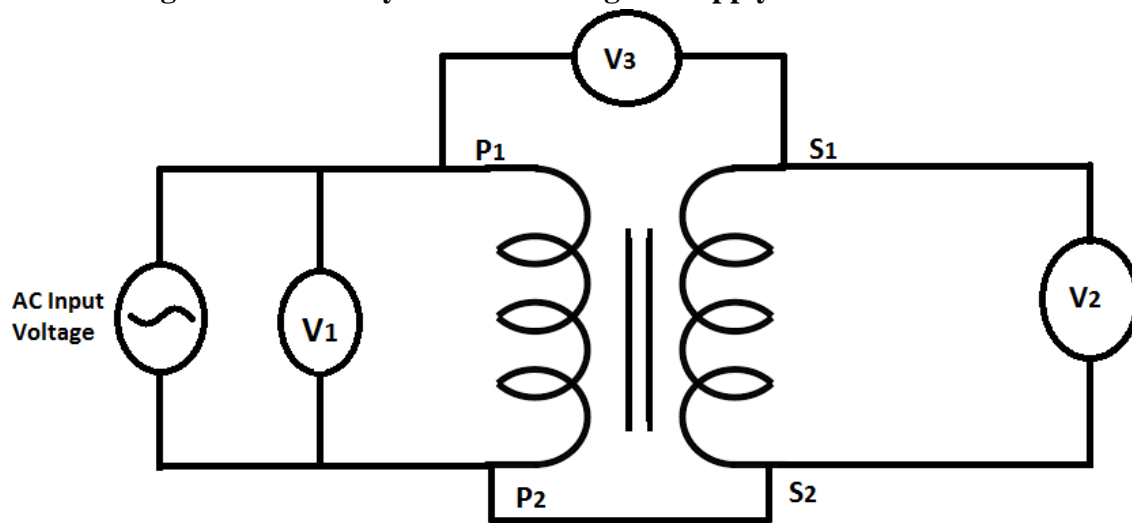 V3
P1
S1
AC Input
Voltage
V1
V2
P2
S2